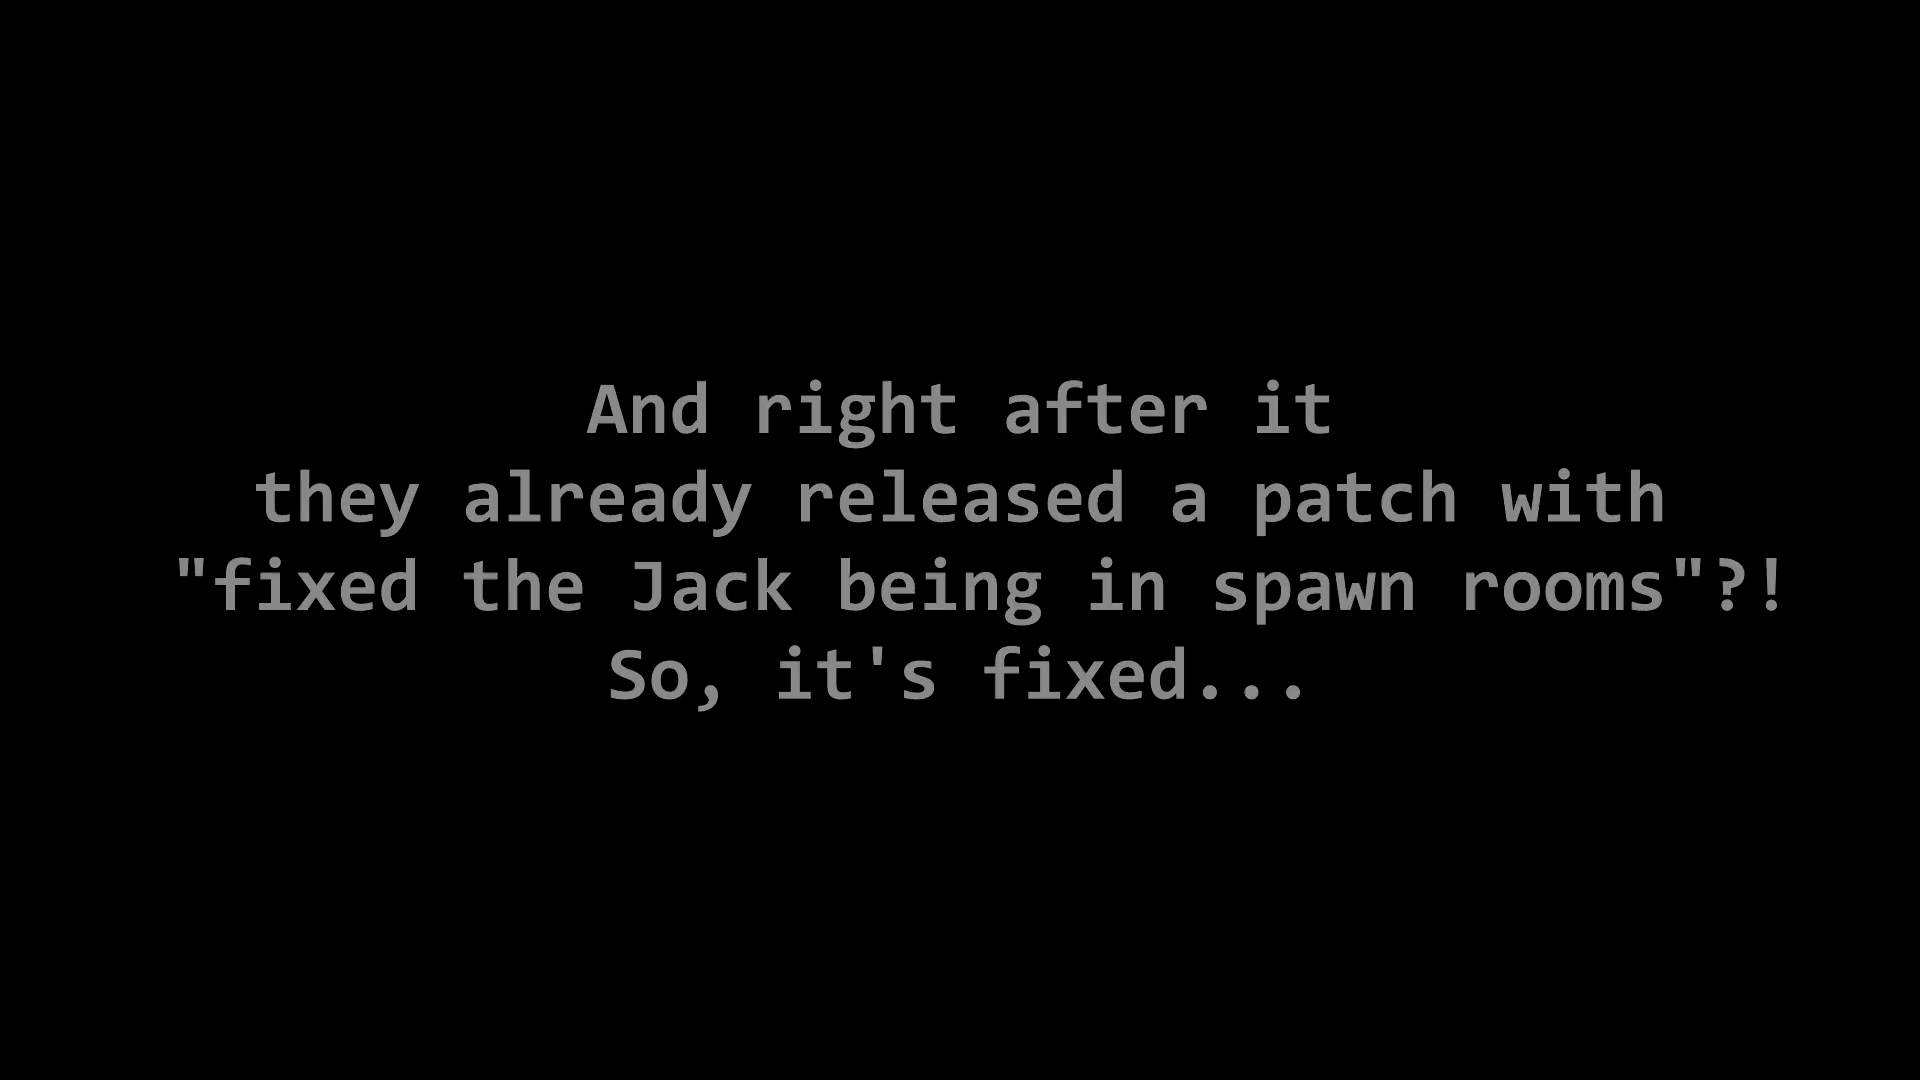 And right after it
they already released a patch with
"fixed the Jack being in spawn rooms"?!
So, it's fixed...